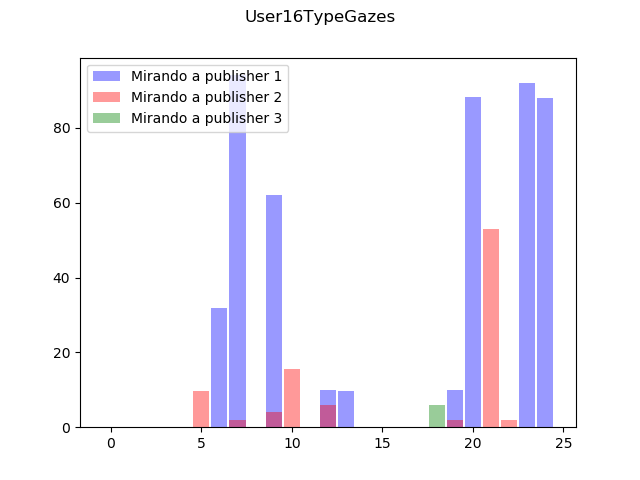 User16TypeGazes
Mirando a publisher 1
Mirando a publisher 2
Mirando a publisher 3
80
60
40
20
0
0 5 10 15 20 25